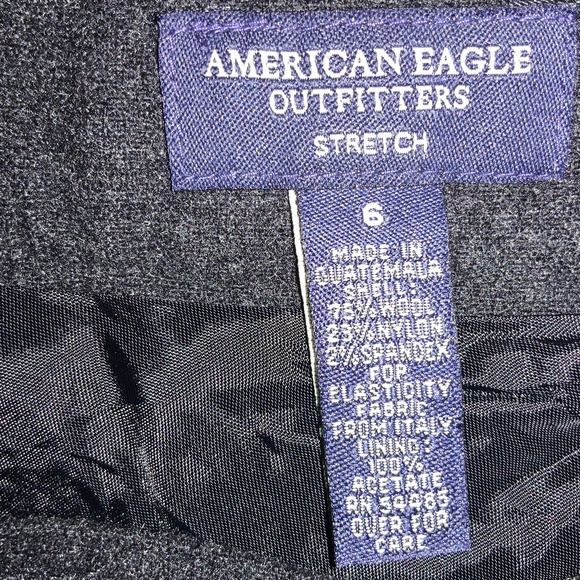 AMERICAN EAGLE
OUTFITTERS
STRETCH
6
MADE IN
GUATEMALA
SHELL:
75% WOOL
23% NYLON
2% SPANDEX
FOR
ELASTICITY
FABRIC
FROM ITALY
LINING:
100%
ACETATE
RN 54485
OVER FOR
CARE